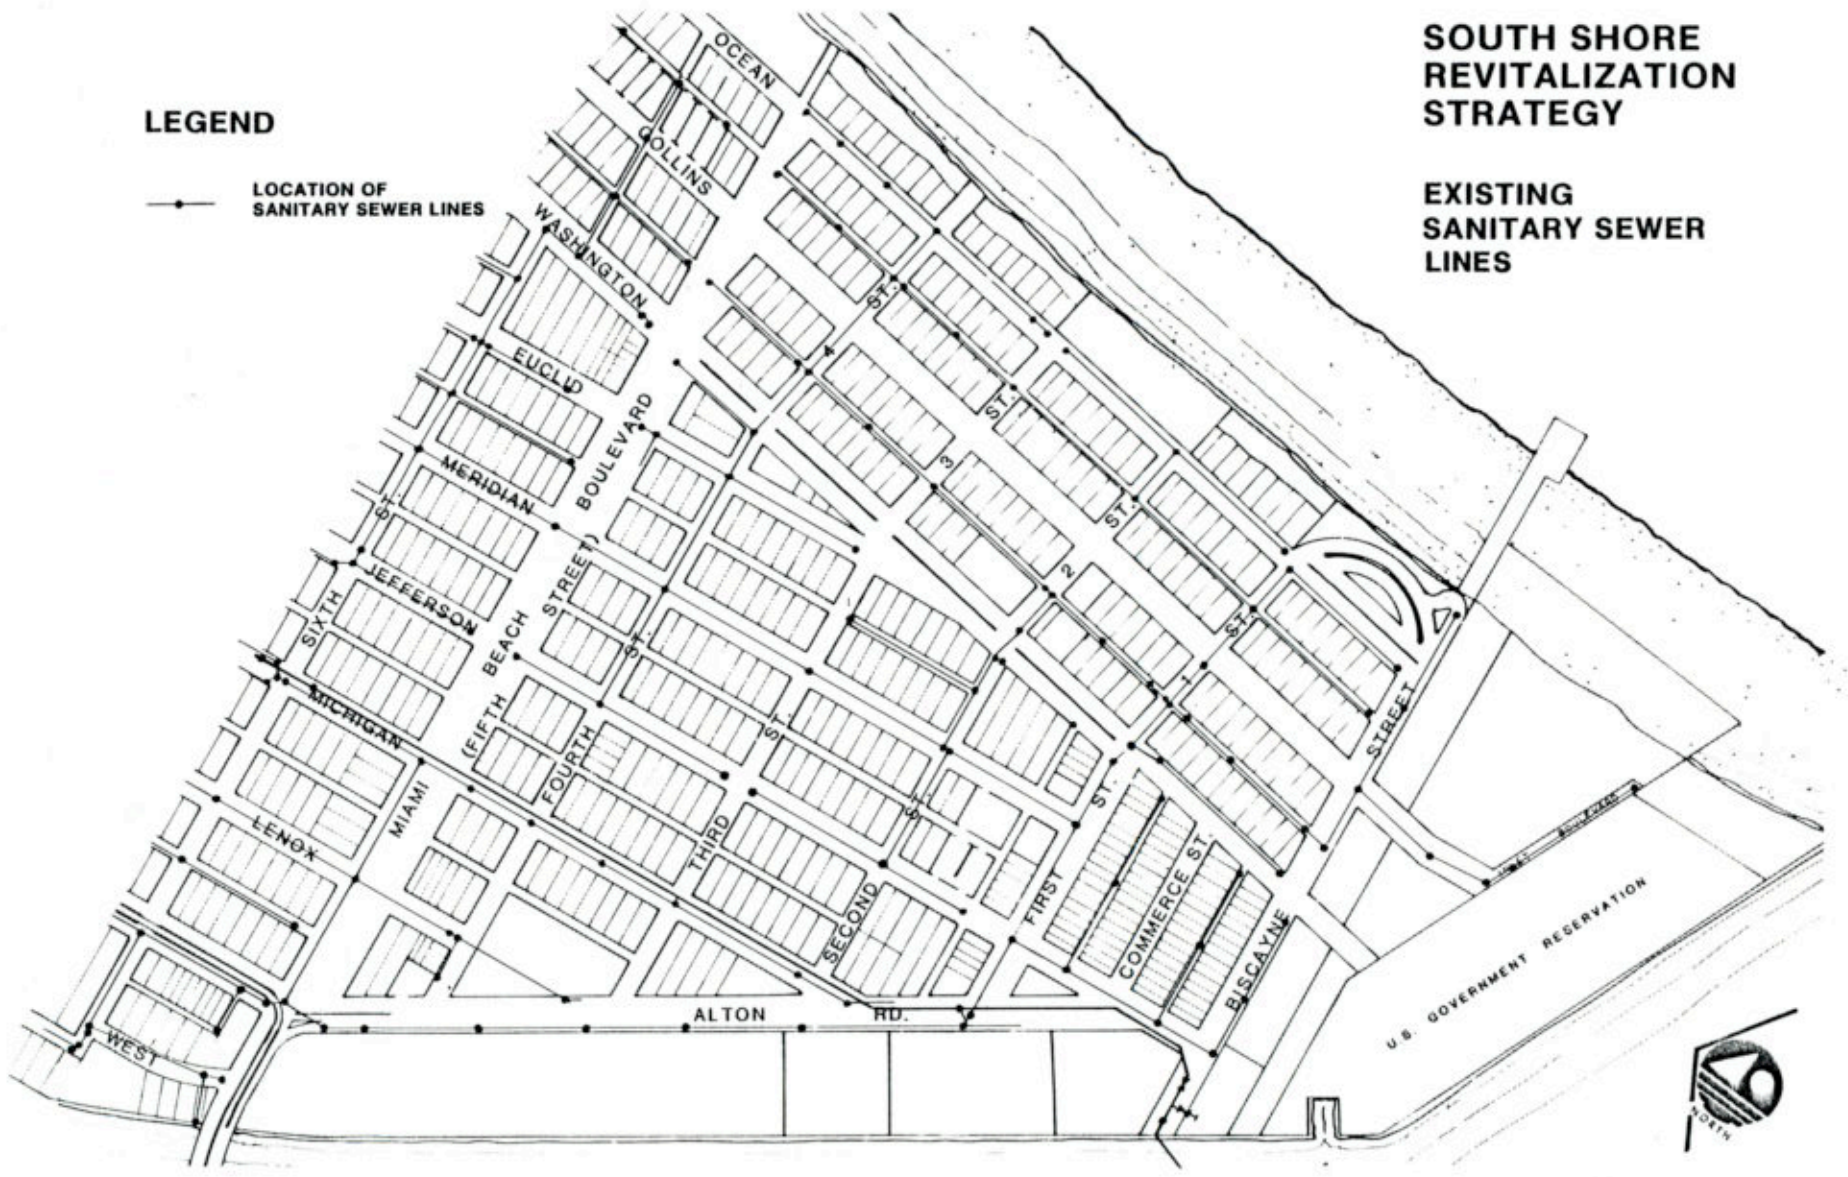 SOUTH SHORE
REVITALIZATION
STRATEGY
EXISTING
SANITARY SEWER
LINES
LEGEND
LOCATION OF
SANITARY SEWER LINES
OCEAN
COLLINS
WASHINGTON
EUCLID
MERIDIAN
JEFFERSON
MICHIGAN
LENOX
WEST
SIXTH
ST.
MIAMI
BEACH
BOULEVARD
(FIFTH
STREET)
FOURTH
ST.
THIRD
ST.
SECOND
ST.
FIRST
ST.
COMMERCE ST.
BISCAYNE
STREET
4
ST.
3
ST.
2
ST.
1
ST.
ALTON
RD.
BOULEVARD
U.S. GOVERNMENT RESERVATION
NORTH